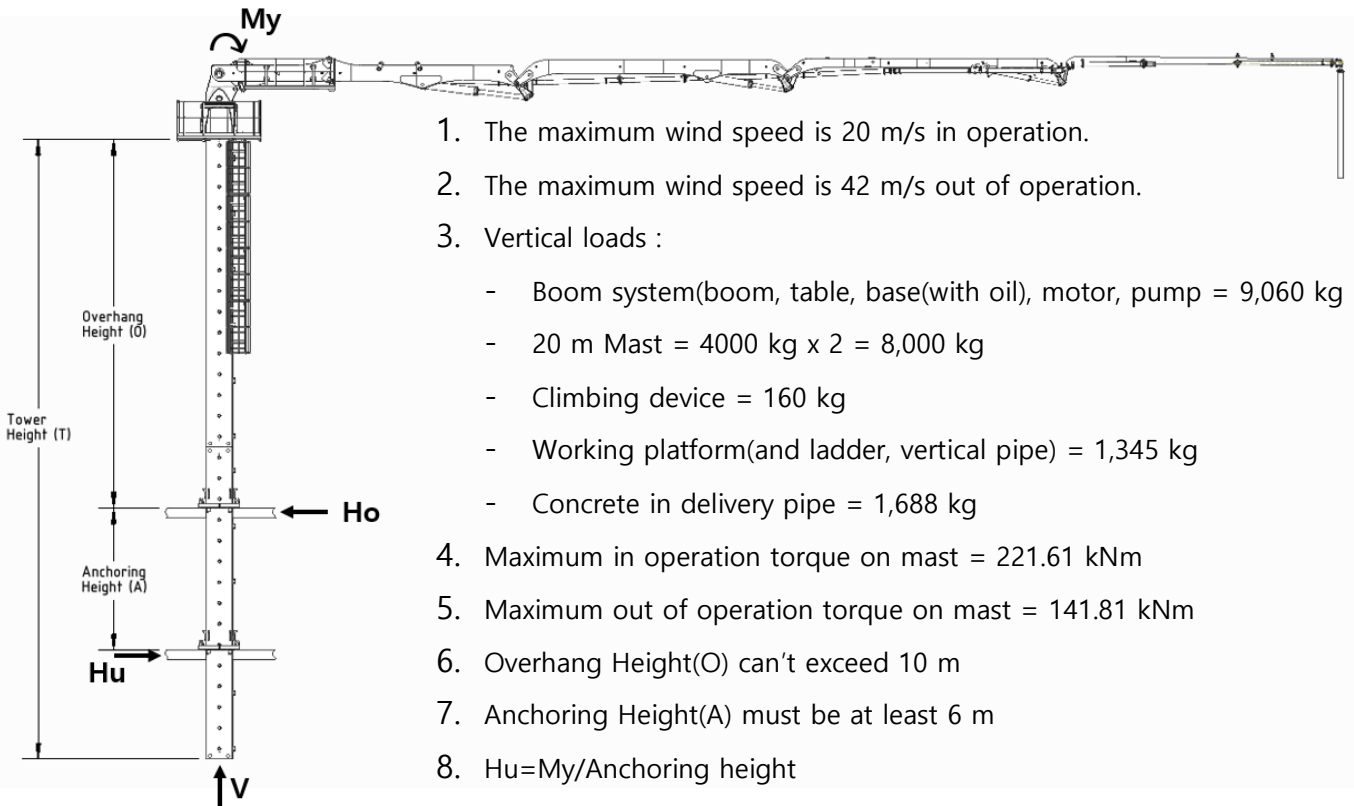 My
1. The maximum wind speed is 20 m/s in operation.
2. The maximum wind speed is 42 m/s out of operation.
3. Vertical loads :
- Boom system(boom, table, base(with oil), motor, pump = 9,060 kg
- 20 m Mast = 4000 kg x 2 = 8,000 kg
- Climbing device = 160 kg
- Working platform(and ladder, vertical pipe) = 1,345 kg
- Concrete in delivery pipe = 1,688 kg
4. Maximum in operation torque on mast = 221.61 kNm
5. Maximum out of operation torque on mast = 141.81 kNm
6. Overhang Height(O) can't exceed 10 m
7. Anchoring Height(A) must be at least 6 m
8. Hu=My/Anchoring height
Overhang
Height (O)
Tower
Height (T)
Ho
Anchoring
Height (A)
Hu
V